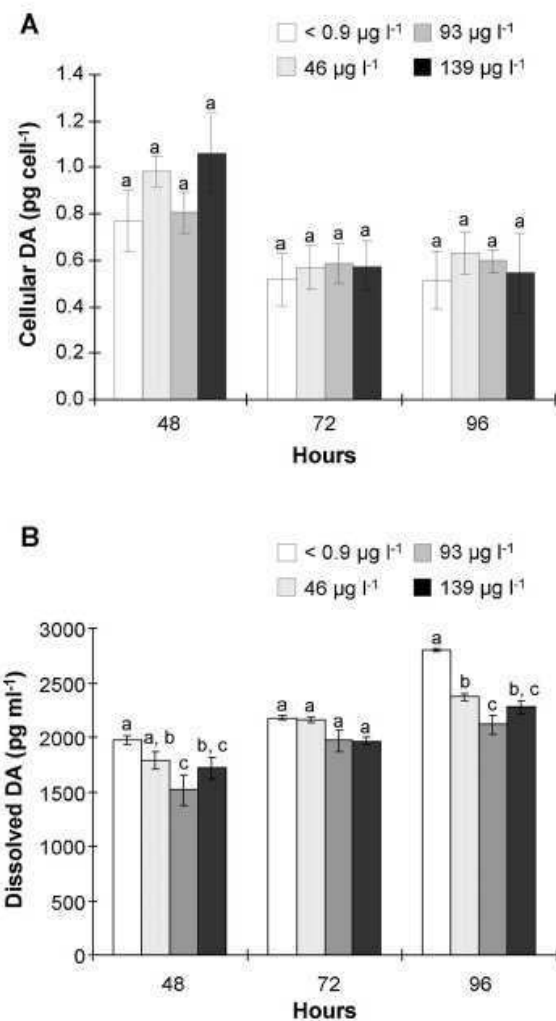 A
< 0.9 µg l-1 93 µg l-1
46 µg l-1 139 µg l-1
Cellular DA (pg cell-1)
1.4
1.2
1.0
0.8
0.6
0.4
0.2
0.0
a a a a a a a a a a a a
48 72 96
Hours
B
< 0.9 µg l-1 93 µg l-1
46 µg l-1 139 µg l-1
Dissolved DA (pg ml-1)
3000
2500
2000
1500
1000
500
0
a a, b c b, c a a a a a b c b, c
48 72 96
Hours